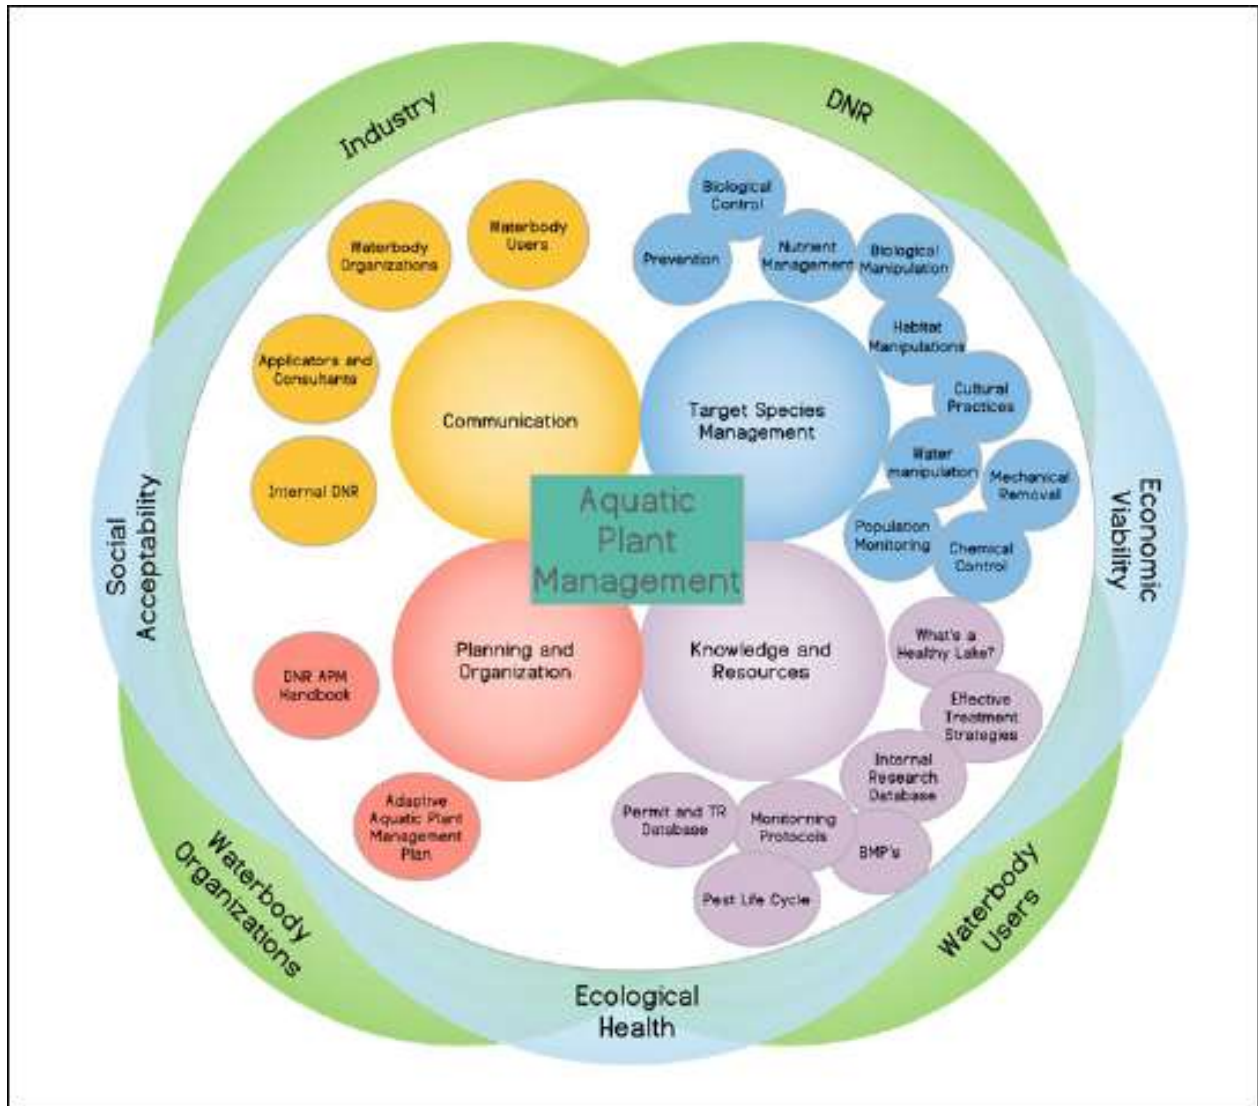 Industry
DNR
Social
Acceptability
Economic
Viability
Waterbody
Organizations
Ecological
Health
Waterbody
Users
Aquatic
Plant
Management
Communication
Waterbody
Users
Waterbody
Organizations
Applicators and
Consultants
Internal DNR
Target Species
Management
Prevention
Biological
Control
Nutrient
Management
Biological
Manipulation
Habitat
Manipulations
Cultural
Practices
Water
manipulation
Mechanical
Removal
Population
Monitoring
Chemical
Control
Planning and
Organization
DNR APM
Handbook
Adaptive
Aquatic Plant
Management
Plan
Knowledge and
Resources
What's a
Healthy Lake?
Effective
Treatment
Strategies
Internal
Research
Database
Permit and TR
Database
Monitorning
Protocols
BMP's
Pest Life Cycle